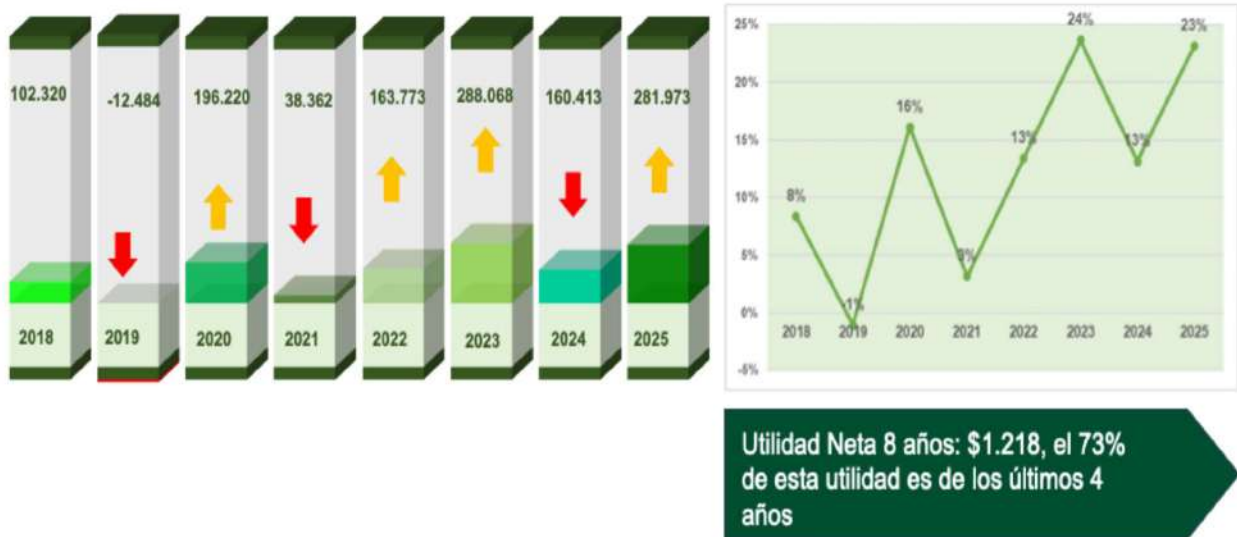 102.320 -12.484 196.220 38.362 163.773 288.068 160.413 281.973
2018 2019 2020 2021 2022 2023 2024 2025
25%
20%
15%
10%
5%
0%
-5%
8% -1% 16% 3% 13% 24% 13% 23%
2018 2019 2020 2021 2022 2023 2024 2025
Utilidad Neta 8 años: $1.218, el 73%
de esta utilidad es de los últimos 4
años